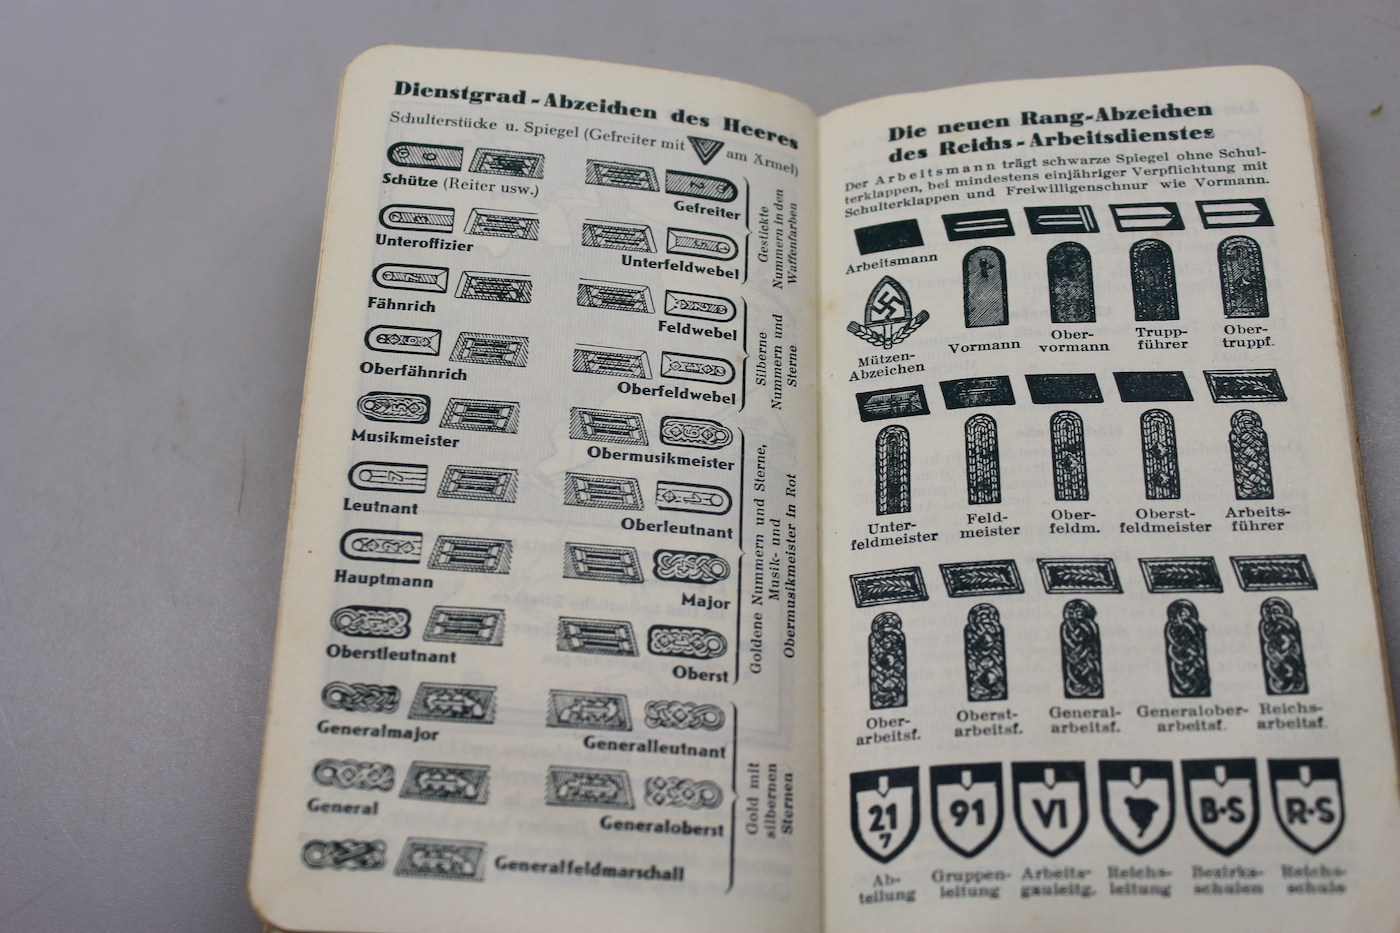 Dienstgrad-Abzeichen des Heeres
Schulterstücke u. Spiegel (Gefreiter mit am Ärmel)
Schütze (Reiter usw.)
Gefreiter
Unteroffizier
Unterfeldwebel
Gestickte
Nummern in den
Waffenfarben
Fähnrich
Feldwebel
Oberfähnrich
Oberfeldwebel
Silberne
Nummern und
Sterne
Musikmeister
Obermusikmeister
Leutnant
Oberleutnant
Hauptmann
Major
Oberstleutnant
Oberst
Goldene Nummern und Sterne,
Musik- und
Obermusikmeister in Rot
Generalmajor
Generalleutnant
General
Generaloberst
Generalfeldmarschall
Gold mit
silbernen
Sternen
Die neuen Rang-Abzeichen
des Reichs-Arbeitsdienstes
Der Arbeitsmann trägt schwarze Spiegel ohne Schul-
terklappen, bei mindestens einjähriger Verpflichtung mit
Schulterklappen und Freiwilligenschnur wie Vormann.
Arbeitsmann
Mützen-
Abzeichen
Vormann
Ober-
vormann
Trupp-
führer
Ober-
truppf.
Unter-
feldmeister
Feld-
meister
Ober-
feldm.
Oberst-
feldmeister
Arbeits-
führer
Ober-
arbeitsf.
Oberst-
arbeitsf.
General-
arbeitsf.
Generalober-
arbeitsf.
Reichs-
arbeitsf.
21
7
91
VI
B-S
R-S
Ab-
teilung
Gruppen-
leitung
Arbeits-
gauleitg.
Reichs-
leitung
Bezirks-
schulen
Reichs-
schule